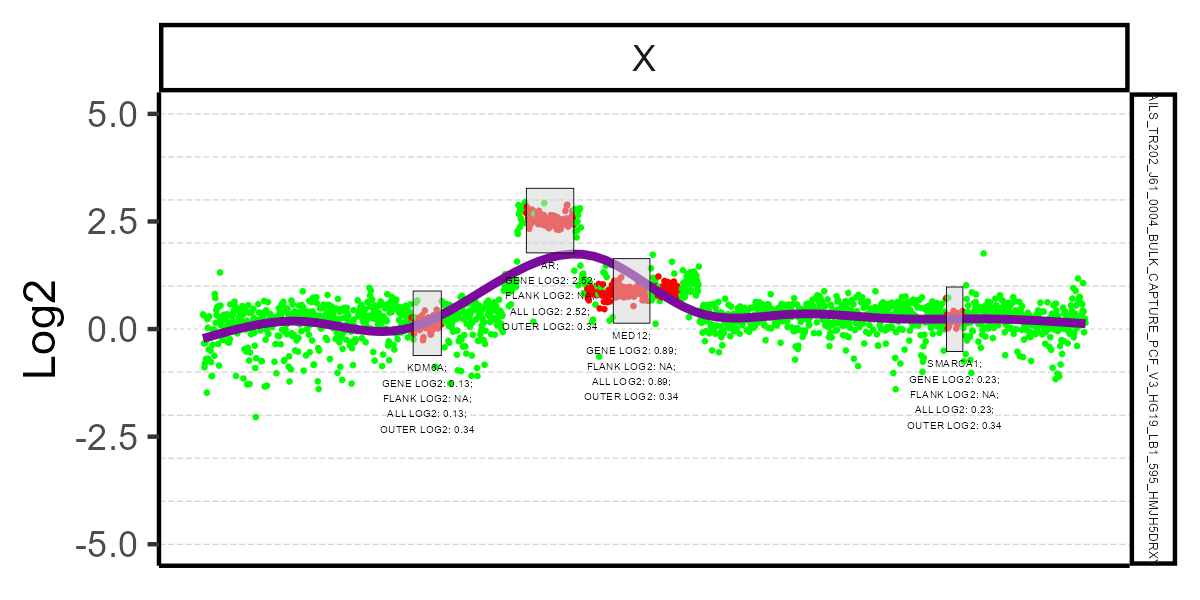 X
Log2
5.0
2.5
0.0
-2.5
-5.0
AR;
GENE LOG2: 2.52;
FLANK LOG2: NA;
ALL LOG2: 2.52;
OUTER LOG2: 0.34
MED12;
GENE LOG2: 0.89;
FLANK LOG2: NA;
ALL LOG2: 0.89;
OUTER LOG2: 0.34
KDM6A;
GENE LOG2: 0.13;
FLANK LOG2: NA;
ALL LOG2: 0.13;
OUTER LOG2: 0.34
SMARCA1;
GENE LOG2: 0.23;
FLANK LOG2: NA;
ALL LOG2: 0.23;
OUTER LOG2: 0.34
AILS_TR202_J61_0004_BULK_CAPTURE_PCF_V3_HG19_LB1_595_HMJH5DRXY